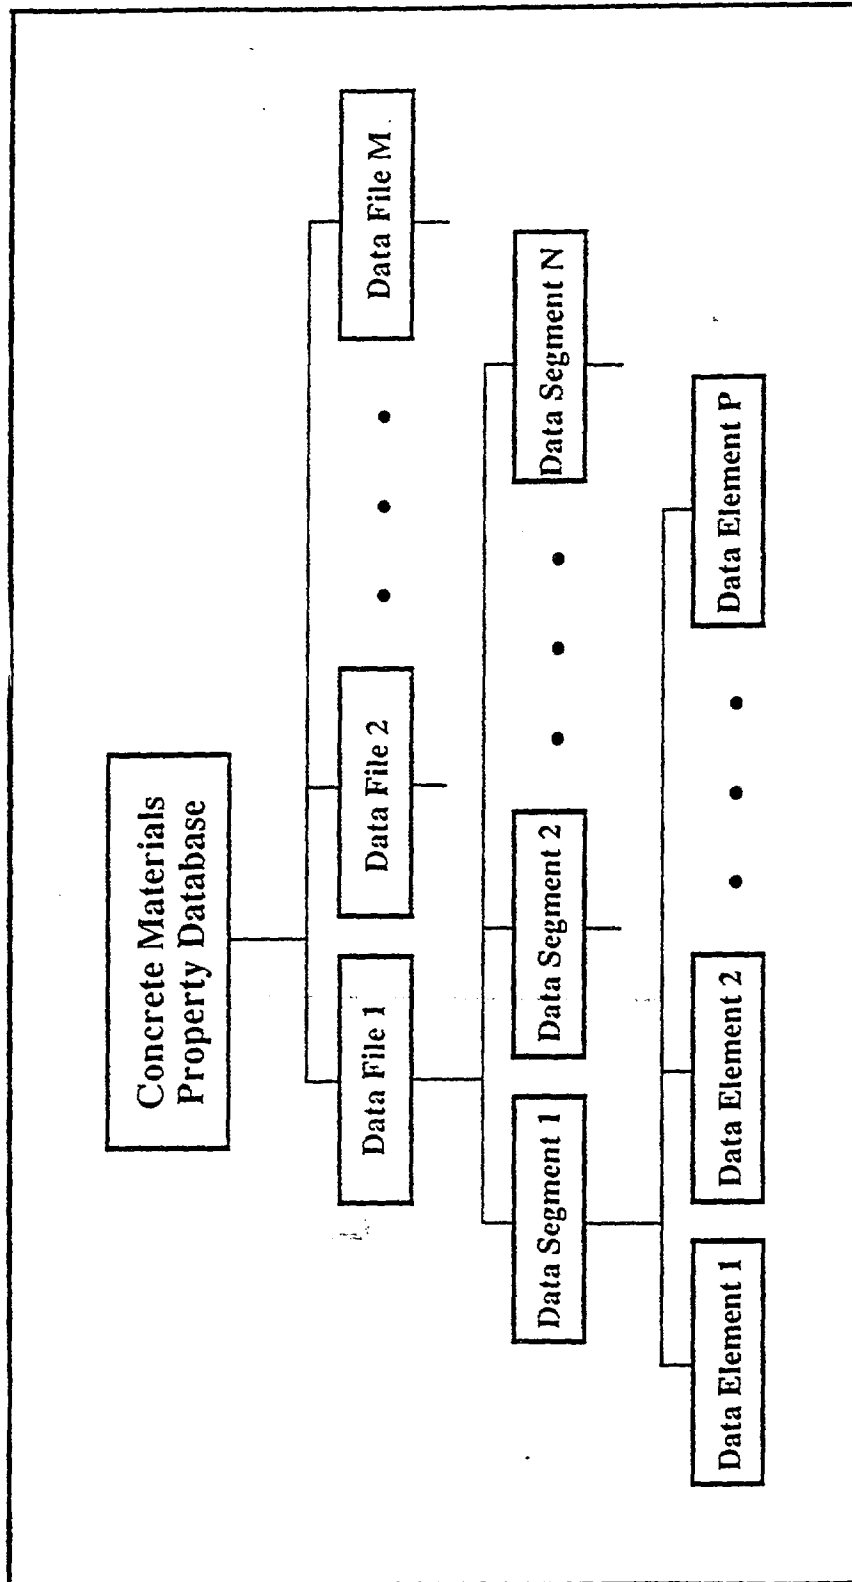 Concrete Materials
Property Database
Data File 1
Data File 2
Data File M
Data Segment 1
Data Segment 2
Data Segment N
Data Element 1
Data Element 2
Data Element P